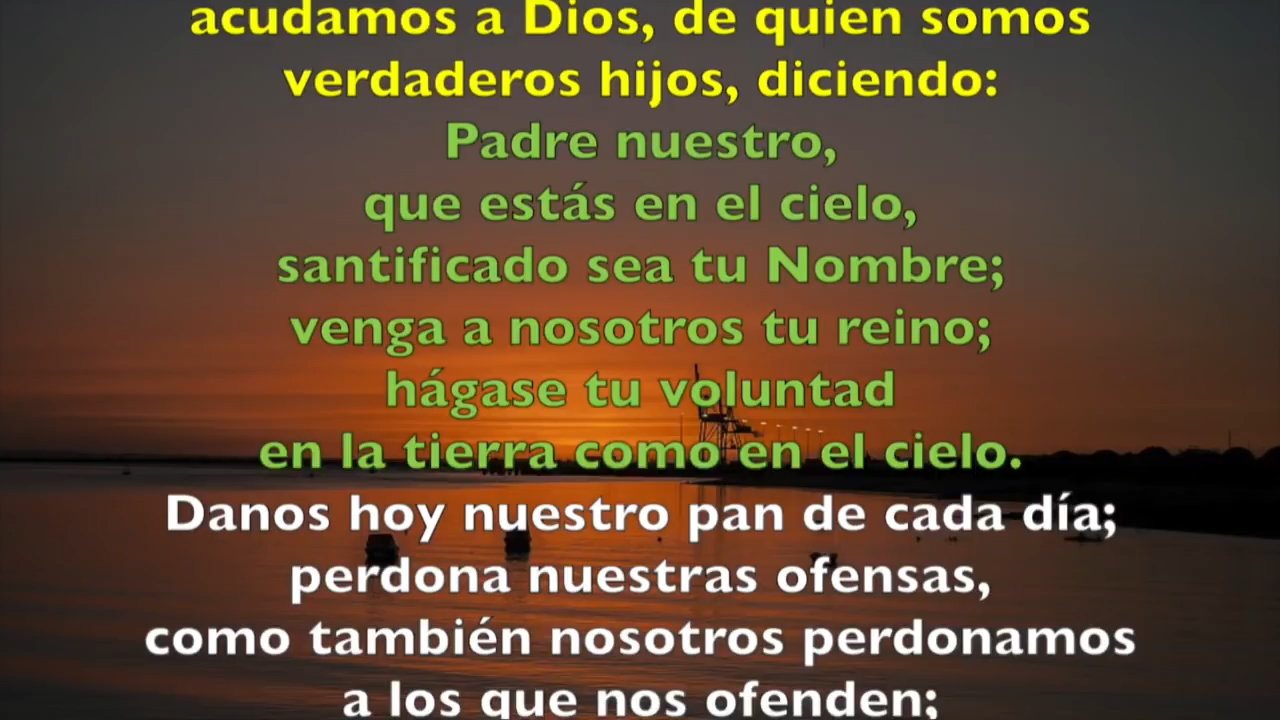 acudamos a Dios, de quien somos
verdaderos hijos, diciendo:
Padre nuestro,
que estás en el cielo,
santificado sea tu Nombre;
venga a nosotros tu reino;
hágase tu voluntad
en la tierra como en el cielo.
Danos hoy nuestro pan de cada día;
perdona nuestras ofensas,
como también nosotros perdonamos
a los que nos ofenden;